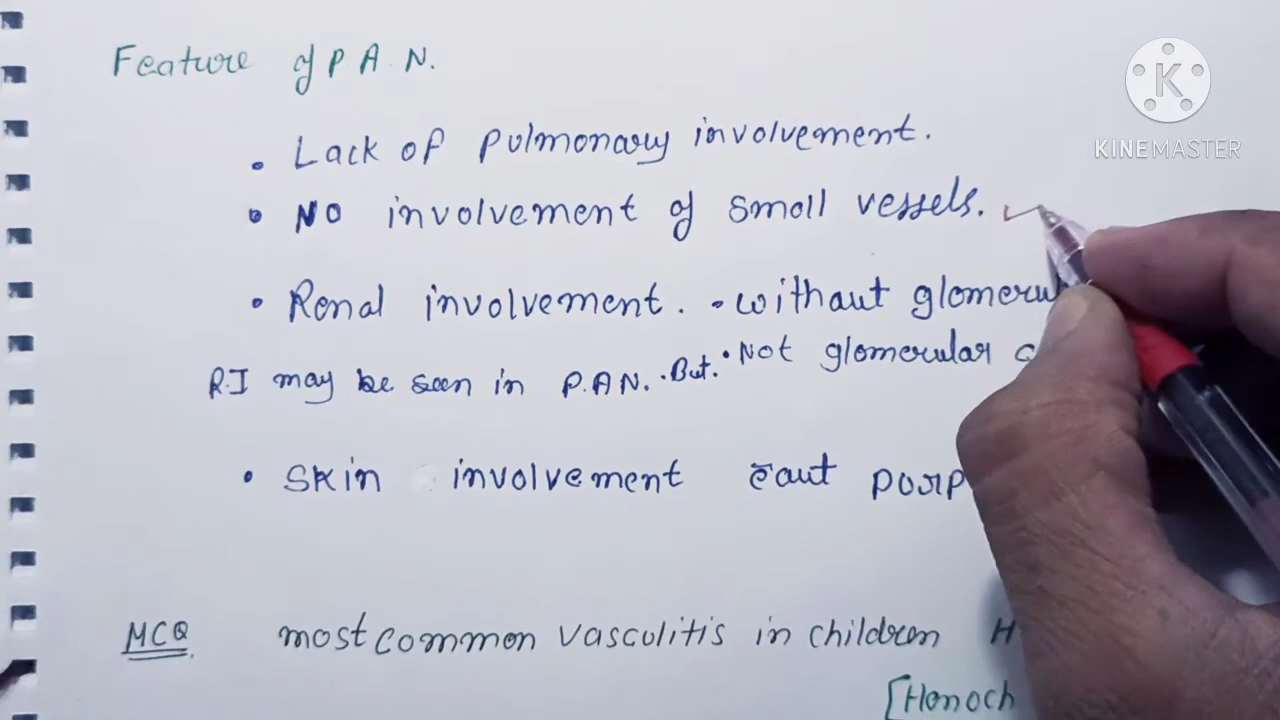 Feature of P A.N.
KINEMASTER
• Lack of pulmonary involvement.
• NO involvement of small vessels.
• Renal involvement. • without
R.I may be seen in P.A.N. • But. • Not glomerular
• Skin involvement c̄out
MCQ most common vasculitis in children H
[Henoch